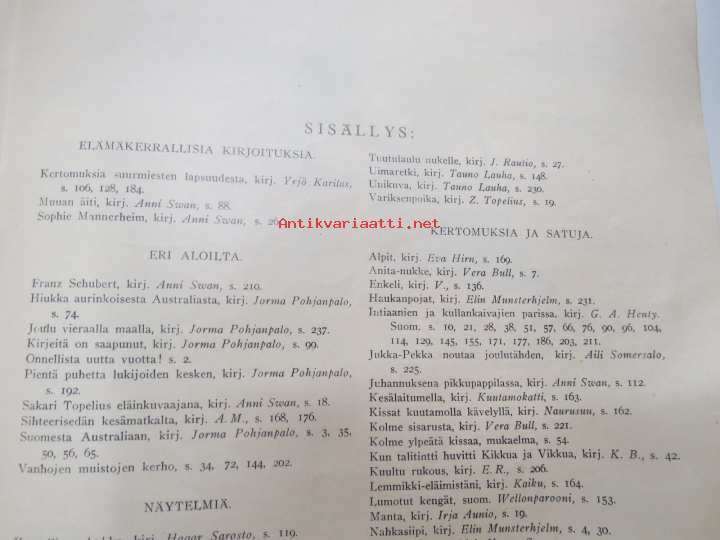 SISÄLLYS:
ELÄMÄKERRALLISIA KIRJOITUKSIA.
Kertomuksia suurmiesten lapsuudesta, kirj. Yrjö Karilas,
s. 106, 128, 184.
Muuan äiti, kirj. Anni Swan, s. 88.
Sophie Mannerheim, kirj. Anni Swan, s.
ERI ALOILTA.
Franz Schubert, kirj. Anni Swan, s. 210.
Hiukka aurinkoisesta Australiasta, kirj. Jorma Pohjanpalo,
s. 74.
Joulu vieraalla maalla, kirj. Jorma Pohjanpalo, s. 237.
Kirjeitä on saapunut, kirj. Jorma Pohjanpalo, s. 99.
Onnellista uutta vuotta! s. 2.
Pientä puhetta lukijoiden kesken, kirj. Jorma Pohjanpalo,
s. 192.
Sakari Topelius eläinkuvaajana, kirj. Anni Swan, s. 18.
Sihteerisedän kesämatkalta, kirj. A. M., s. 168, 176.
Suomesta Australiaan, kirj. Jorma Pohjanpalo, s. 3, 35,
50, 56, 65.
Vanhojen muistojen kerho, s. 34, 72, 144, 202.
NÄYTELMIÄ.
kirj. Hagar Sarosto, s. 119.
Tuutulaulu nukelle, kirj. J. Rautio, s. 27.
Uimaretki, kirj. Tauno Lauha, s. 148.
Unikuva, kirj. Tauno Lauha, s. 230.
Variksenpoika, kirj. Z. Topelius, s. 19.
Antikvariaatti.net
KERTOMUKSIA JA SATUJA.
Alpit, kirj. Eva Hirn, s. 169.
Anita-nukke, kirj. Vera Bull, s. 7.
Enkeli, kirj. V., s. 136.
Haukanpojat, kirj. Elin Munsterhjelm, s. 231.
Intiaanien ja kullankaivajien parissa, kirj. G. A. Henty.
Suom. s. 10, 21, 28, 38, 51, 57, 66, 76, 90, 96, 104,
114, 129, 145, 155, 171, 177, 186, 203, 211.
Jukka-Pekka noutaa joulutähden, kirj. Aili Somersalo,
s. 225.
Juhannuksena pikkupappilassa, kirj. Anni Swan, s. 112.
Kesälaitumella, kirj. Kuutamokatti, s. 163.
Kissat kuutamolla kävelyllä, kirj. Naurusuu, s. 162.
Kolme sisarusta, kirj. Vera Bull, s. 221.
Kolme ylpeätä kissaa, mukaelma, s. 54.
Kun talitintti huvitti Kikkua ja Vikkua, kirj. K. B., s. 42.
Kuultu rukous, kirj. E. R., s. 206.
Lemmikki-eläimistäni, kirj. Kaiku, s. 164.
Lumotut kengät, suom. Wellonparooni, s. 153.
Manta, kirj. Irja Aunio, s. 19.
Nahkasiipi, kirj. Elin Munsterhjelm, s. 4, 30.